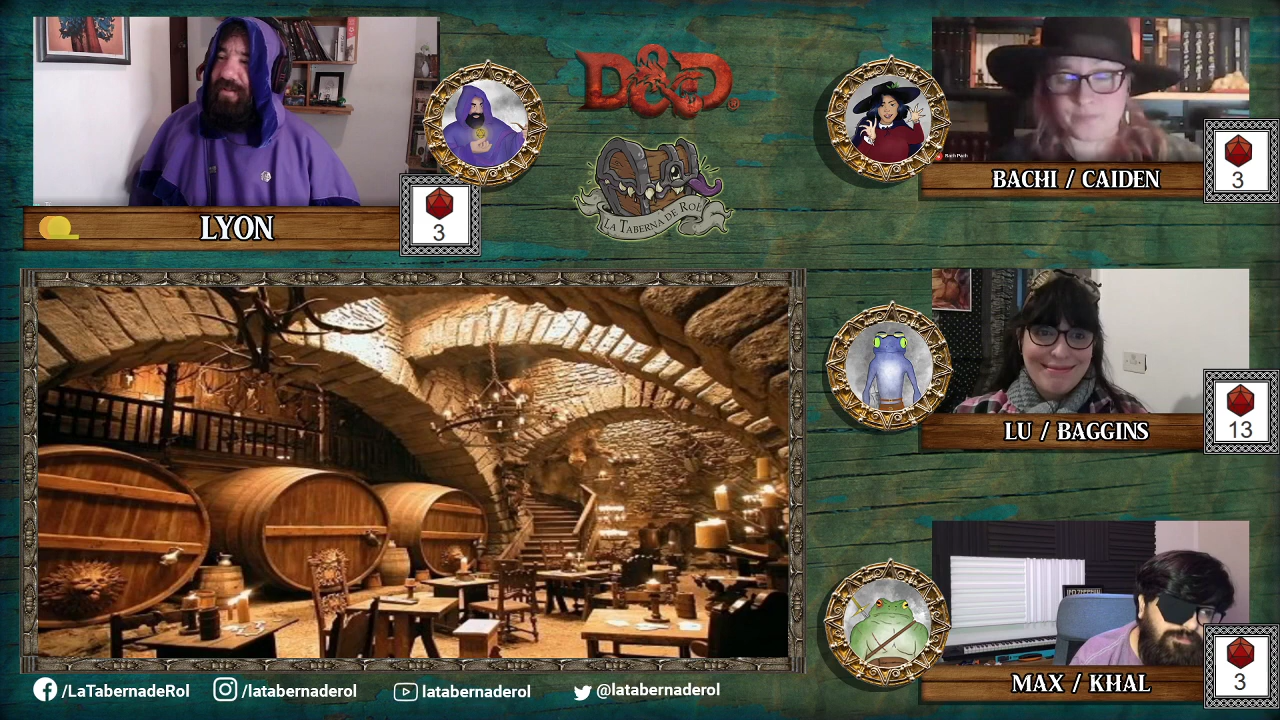 D&D
LA TABERNA DE ROL
LYON
3
BACHI / CAIDEN
3
LU / BAGGINS
13
MAX / KHAL
3
/LaTabernadeRol
/latabernaderol
latabernaderol
@latabernaderol